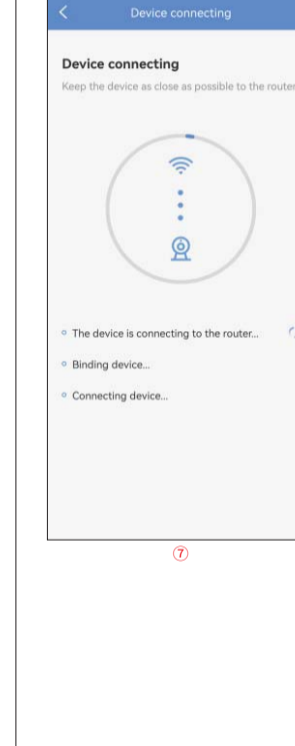 Device connecting
Device connecting
Keep the device as close as possible to the router
The device is connecting to the router...
Binding device...
Connecting device...
⑦